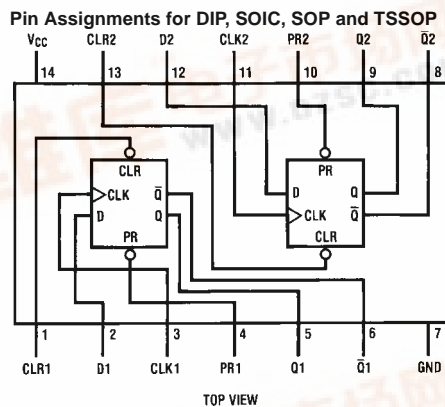 Pin Assignments for DIP, SOIC, SOP and TSSOP
VCC CLR2 D2 CLK2 PR2 Q2 Q̅2
14 13 12 11 10 9 8
CLR PR
CLK Q̅ D Q
D Q CLK Q̅
PR CLR
1 2 3 4 5 6 7
CLR1 D1 CLK1 PR1 Q1 Q̅1 GND
TOP VIEW